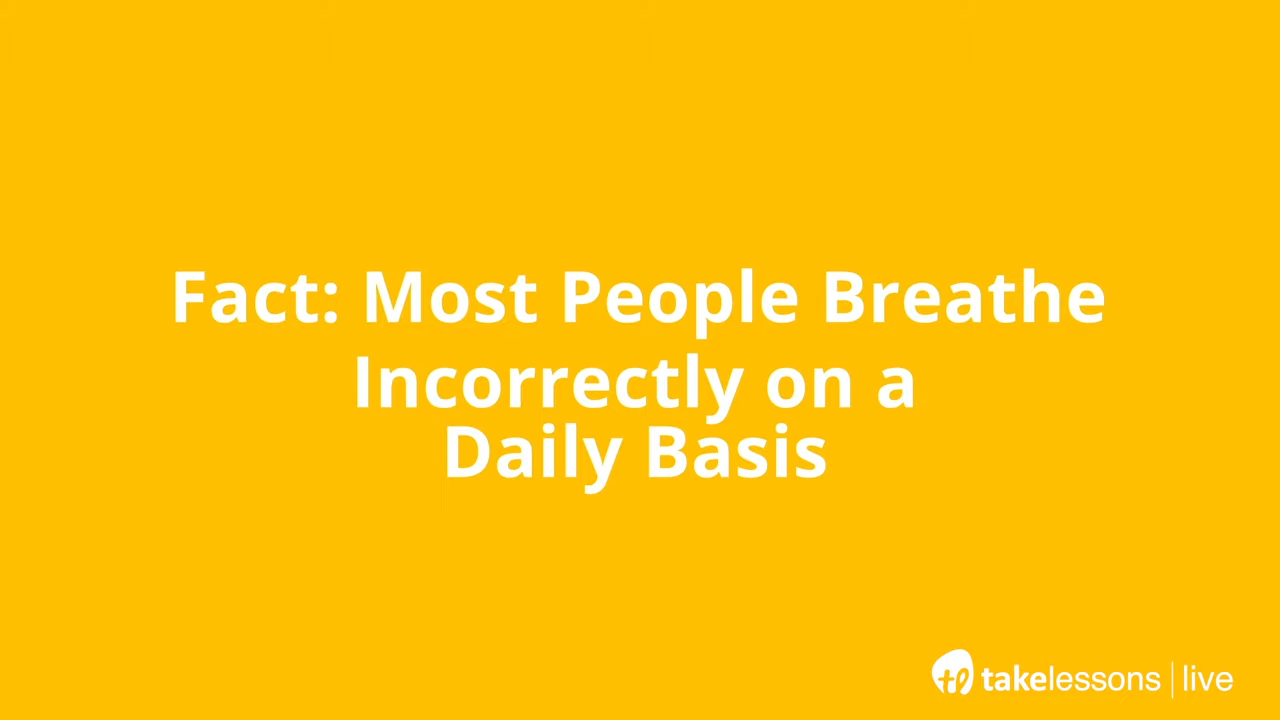 Fact: Most People Breathe
Incorrectly on a
Daily Basis
takelessons | live